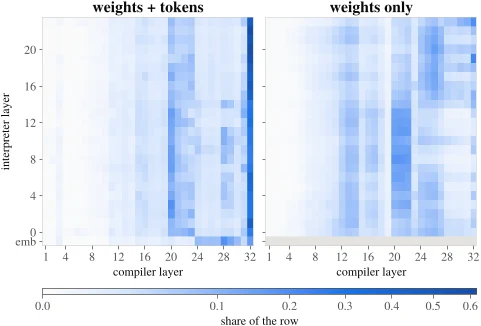 weights + tokens
weights only
interpreter layer
20
16
12
8
4
0
emb
1 4 8 12 16 20 24 28 32
1 4 8 12 16 20 24 28 32
compiler layer
compiler layer
0.0 0.1 0.2 0.3 0.4 0.5 0.6
share of the row